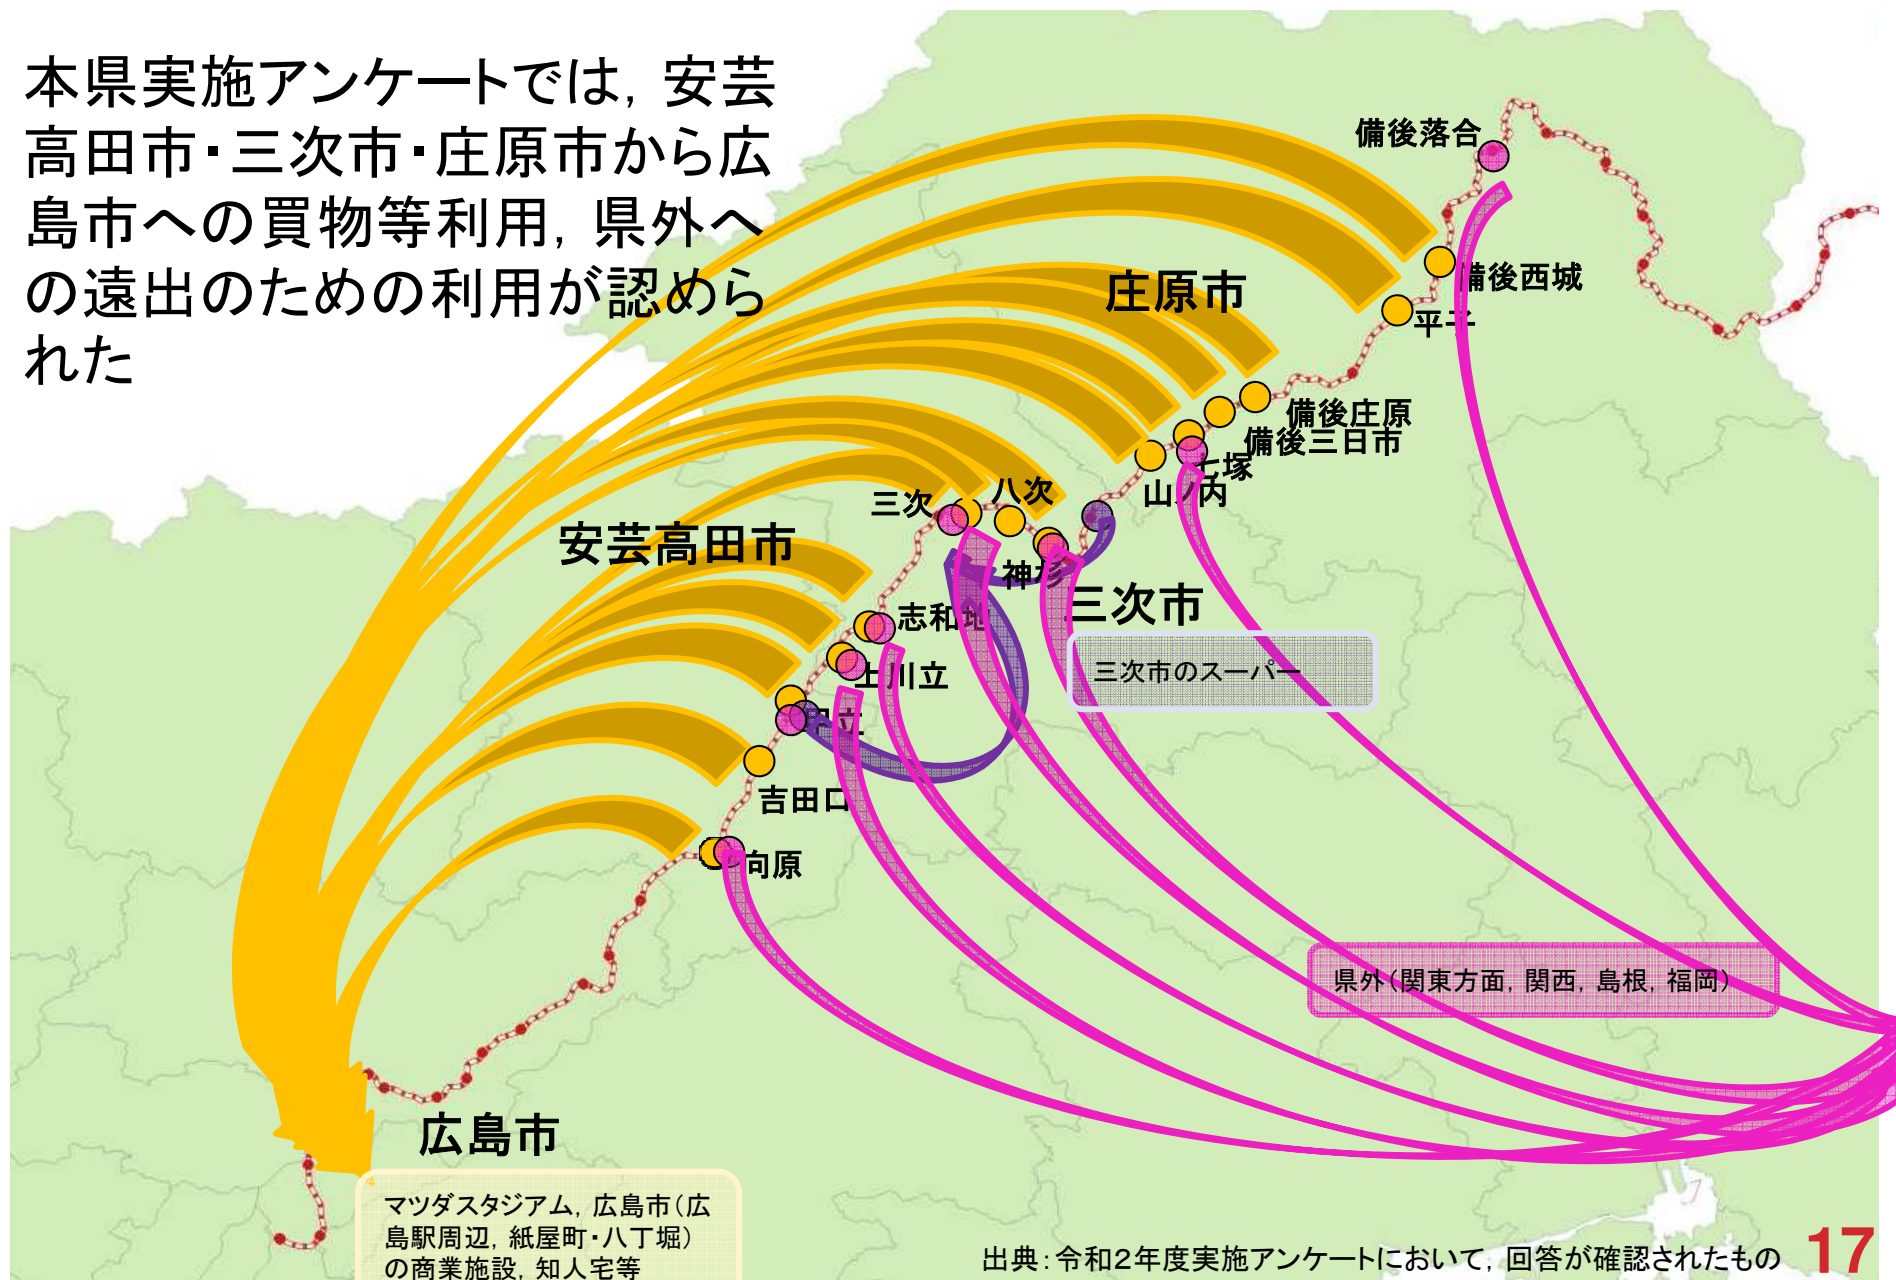 本県実施アンケートでは, 安芸
高田市・三次市・庄原市から広
島市への買物等利用, 県外へ
の遠出のための利用が認めら
れた
備後落合
備後西城
平子
庄原市
備後庄原
備後三日市
七塚
山ノ内
八次
三次
神杉
安芸高田市
三次市
志和地
三次市のスーパー
上川立
甲立
吉田口
向原
県外(関東方面, 関西, 島根, 福岡)
広島市
マツダスタジアム, 広島市(広
島駅周辺, 紙屋町・八丁堀)
の商業施設, 知人宅等
出典:令和2年度実施アンケートにおいて, 回答が確認されたもの
17